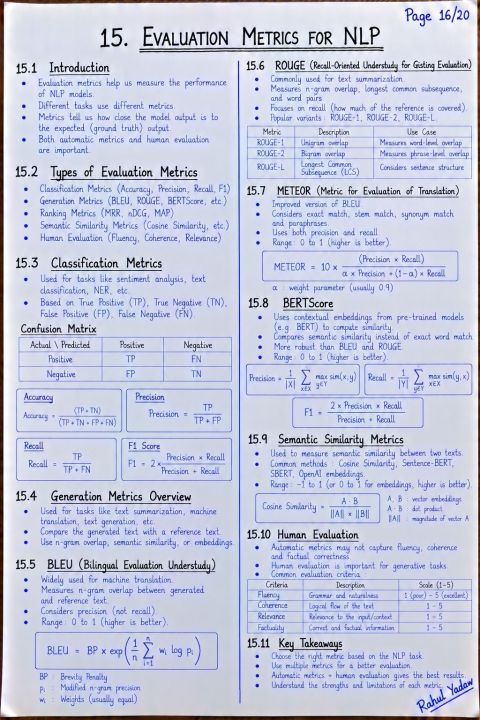 Page 16/20
15. EVALUATION METRICS FOR NLP
15.1 Introduction
• Evaluation metrics help us measure the performance
of NLP models.
• Different tasks use different metrics.
• Metrics tell us how close the model output is to
the expected (ground truth) output.
• Both automatic metrics and human evaluation
are important.
15.2 Types of Evaluation Metrics
• Classification Metrics (Accuracy, Precision, Recall, F1)
• Generation Metrics (BLEU, ROUGE, BERTScore, etc.)
• Ranking Metrics (MRR, nDCG, MAP)
• Semantic Similarity Metrics (Cosine Similarity, etc.)
• Human Evaluation (Fluency, Coherence, Relevance)
15.3 Classification Metrics
• Used for tasks like sentiment analysis, text
classification, NER, etc.
• Based on True Positive (TP), True Negative (TN),
False Positive (FP), False Negative (FN).
Confusion Matrix
Actual \ Predicted Positive Negative
Positive TP FN
Negative FP TN
Accuracy
Accuracy = (TP+TN) / (TP+TN+FP+FN)
Precision
Precision = TP / TP + FP
Recall
Recall = TP / TP + FN
F1 Score
F1 = 2 × Precision × Recall / Precision + Recall
15.4 Generation Metrics Overview
• Used for tasks like text summarization, machine
translation, text generation, etc.
• Compare the generated text with a reference text.
• Use n-gram overlap, semantic similarity, or embeddings.
15.5 BLEU (Bilingual Evaluation Understudy)
• Widely used for machine translation.
• Measures n-gram overlap between generated
and reference text.
• Considers precision (not recall).
• Range: 0 to 1 (higher is better).
BLEU = BP × exp( 1/n n ∑ i=1 wᵢ log pᵢ )
BP : Brevity Penalty
pᵢ : Modified n-gram precision
wᵢ : Weights (usually equal)
15.6 ROUGE (Recall-Oriented Understudy for Gisting Evaluation)
• Commonly used for text summarization.
• Measures n-gram overlap, longest common subsequence,
and word pairs
• Focuses on recall (how much of the reference is covered).
• Popular variants : ROUGE-1, ROUGE-2, ROUGE-L.
Metric Description Use Case
ROUGE-1 Unigram overlap Measures word-level overlap
ROUGE-2 Bigram overlap Measures phrase-level overlap
ROUGE-L Longest Common Subsequence (LCS) Considers sentence structure
15.7 METEOR (Metric for Evaluation of Translation)
• Improved version of BLEU.
• Considers exact match, stem match, synonym match
and paraphrases.
• Uses both precision and recall.
• Range : 0 to 1 (higher is better).
METEOR = 10 × (Precision × Recall) / α × Precision + (1-α) × Recall
α : weight parameter (usually 0.9)
15.8 BERTScore
• Uses contextual embeddings from pre-trained models
(e.g. BERT) to compute similarity.
• Compares semantic similarity instead of exact word match.
• More robust than BLEU and ROUGE.
• Range : 0 to 1 (higher is better).
Precision = 1/|X| ∑ x∈X max sim(x,y) y∈Y
Recall = 1/|Y| ∑ y∈Y max sim(y,x) x∈X
F1 = 2 × Precision × Recall / Precision + Recall
15.9 Semantic Similarity Metrics
• Used to measure semantic similarity between two texts.
• Common methods : Cosine Similarity, Sentence-BERT,
SBERT, OpenAI embeddings.
• Range : -1 to 1 (or 0 to 1 for embeddings, higher is better).
Cosine Similarity = A · B / ||A|| × ||B||
A, B : vector embeddings
A · B : dot product
||A|| : magnitude of vector A
15.10 Human Evaluation
• Automatic metrics may not capture fluency, coherence
and factual correctness.
• Human evaluation is important for generative tasks.
• Common evaluation criteria
Criteria Description Scale (1-5)
Fluency Grammar and naturalness 1 (poor) - 5 (excellent)
Coherence Logical flow of the text 1 - 5
Relevance Relevance to the input/context 1 - 5
Factuality Correct and factual information 1 - 5
15.11 Key Takeaways
• Choose the right metric based on the NLP task.
• Use multiple metrics for a better evaluation.
• Automatic metrics + human evaluation gives the best results.
• Understand the strengths and limitations of each metric.
Rahul Yadav